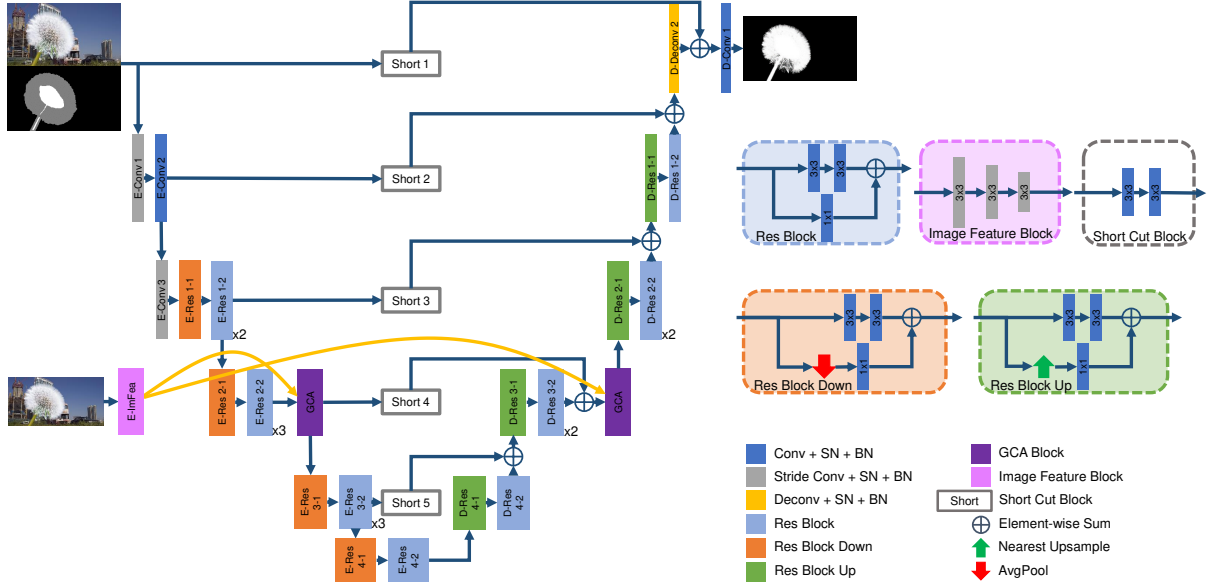 Short 1
D-Deconv 2
D-Conv 1
E-Conv 1
E-Conv 2
Short 2
D-Res 1-1
D-Res 1-2
3x3
3x3
1x1
Res Block
3x3
3x3
3x3
Image Feature Block
3x3
3x3
Short Cut Block
E-Conv 3
E-Res 1-1
E-Res 1-2
x2
Short 3
D-Res 2-1
D-Res 2-2
x2
3x3
3x3
1x1
Res Block Down
3x3
3x3
1x1
Res Block Up
E-ImFea
E-Res 2-1
E-Res 2-2
x3
GCA
Short 4
D-Res 3-1
D-Res 3-2
x2
GCA
E-Res
3-1
E-Res
3-2
x3
Short 5
D-Res
4-1
D-Res
4-2
E-Res
4-1
E-Res
4-2
Conv + SN + BN
Stride Conv + SN + BN
Deconv + SN + BN
Res Block
Res Block Down
Res Block Up
GCA Block
Image Feature Block
Short
Short Cut Block
Element-wise Sum
Nearest Upsample
AvgPool